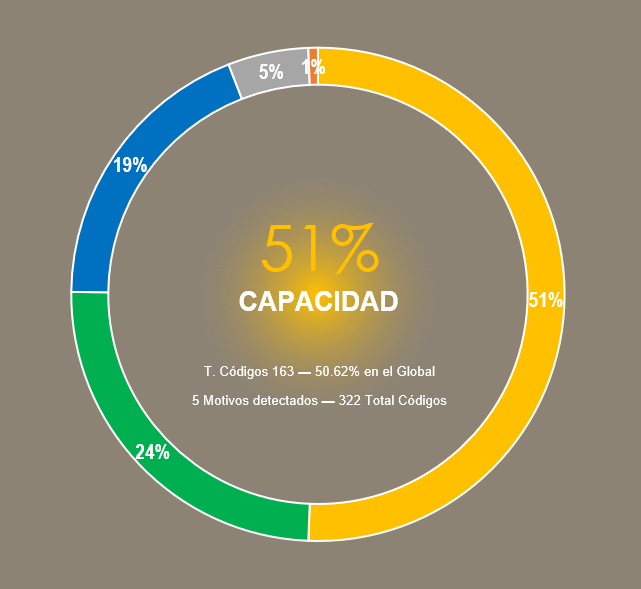 5%
1%
19%
51%
CAPACIDAD
51%
T. Códigos 163 — 50.62% en el Global
5 Motivos detectados — 322 Total Códigos
24%